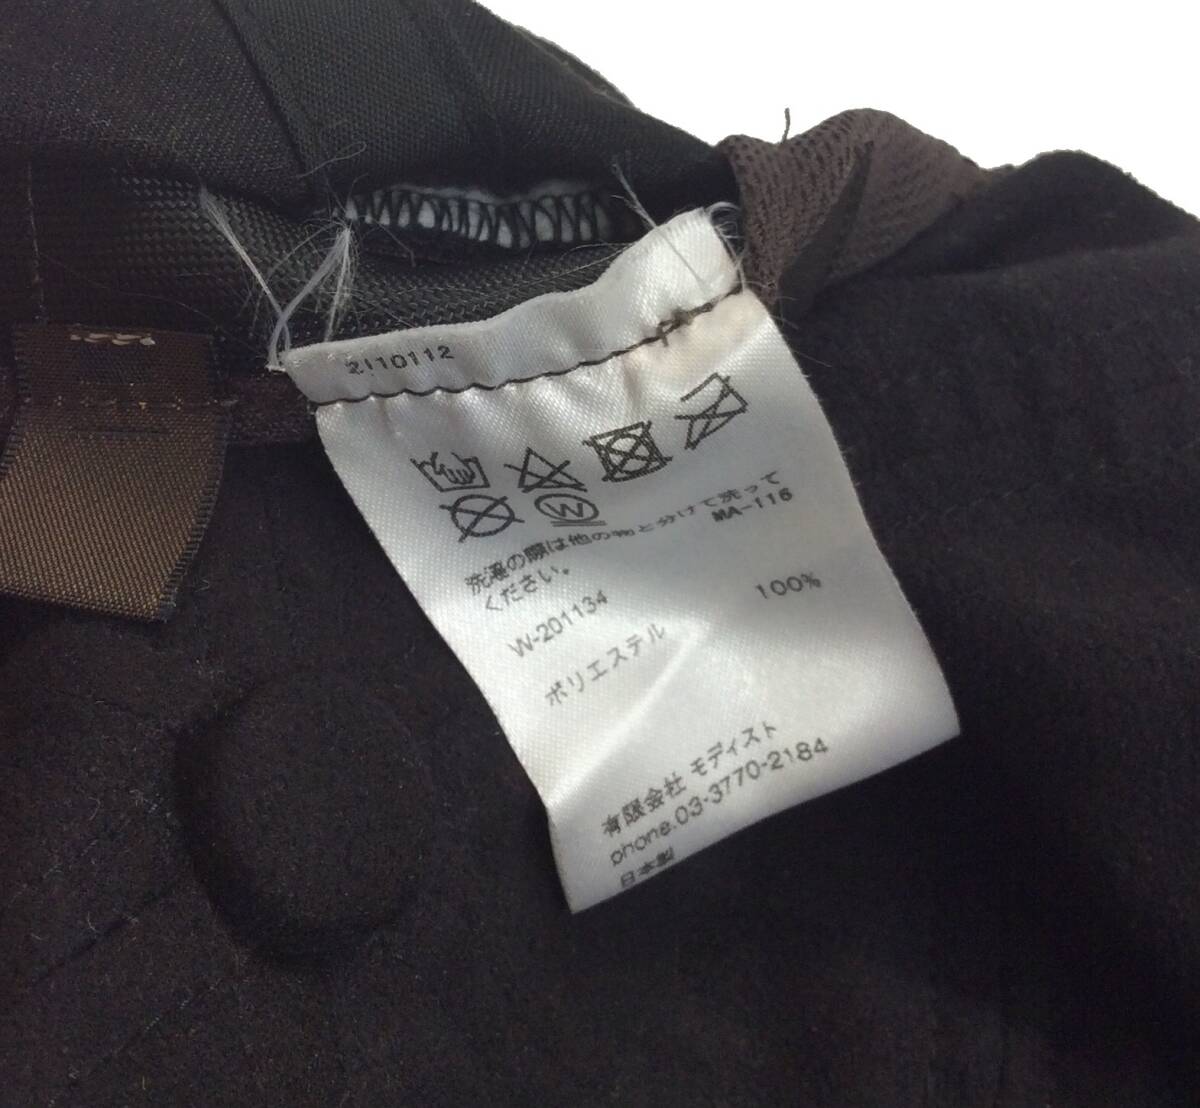 2110112
W
洗濯の際は他の物と分けて洗って
ください。
MA-116
W-201134
ポリエステル 100%
有限会社 モディスト
phone.03-3770-2184
日本製